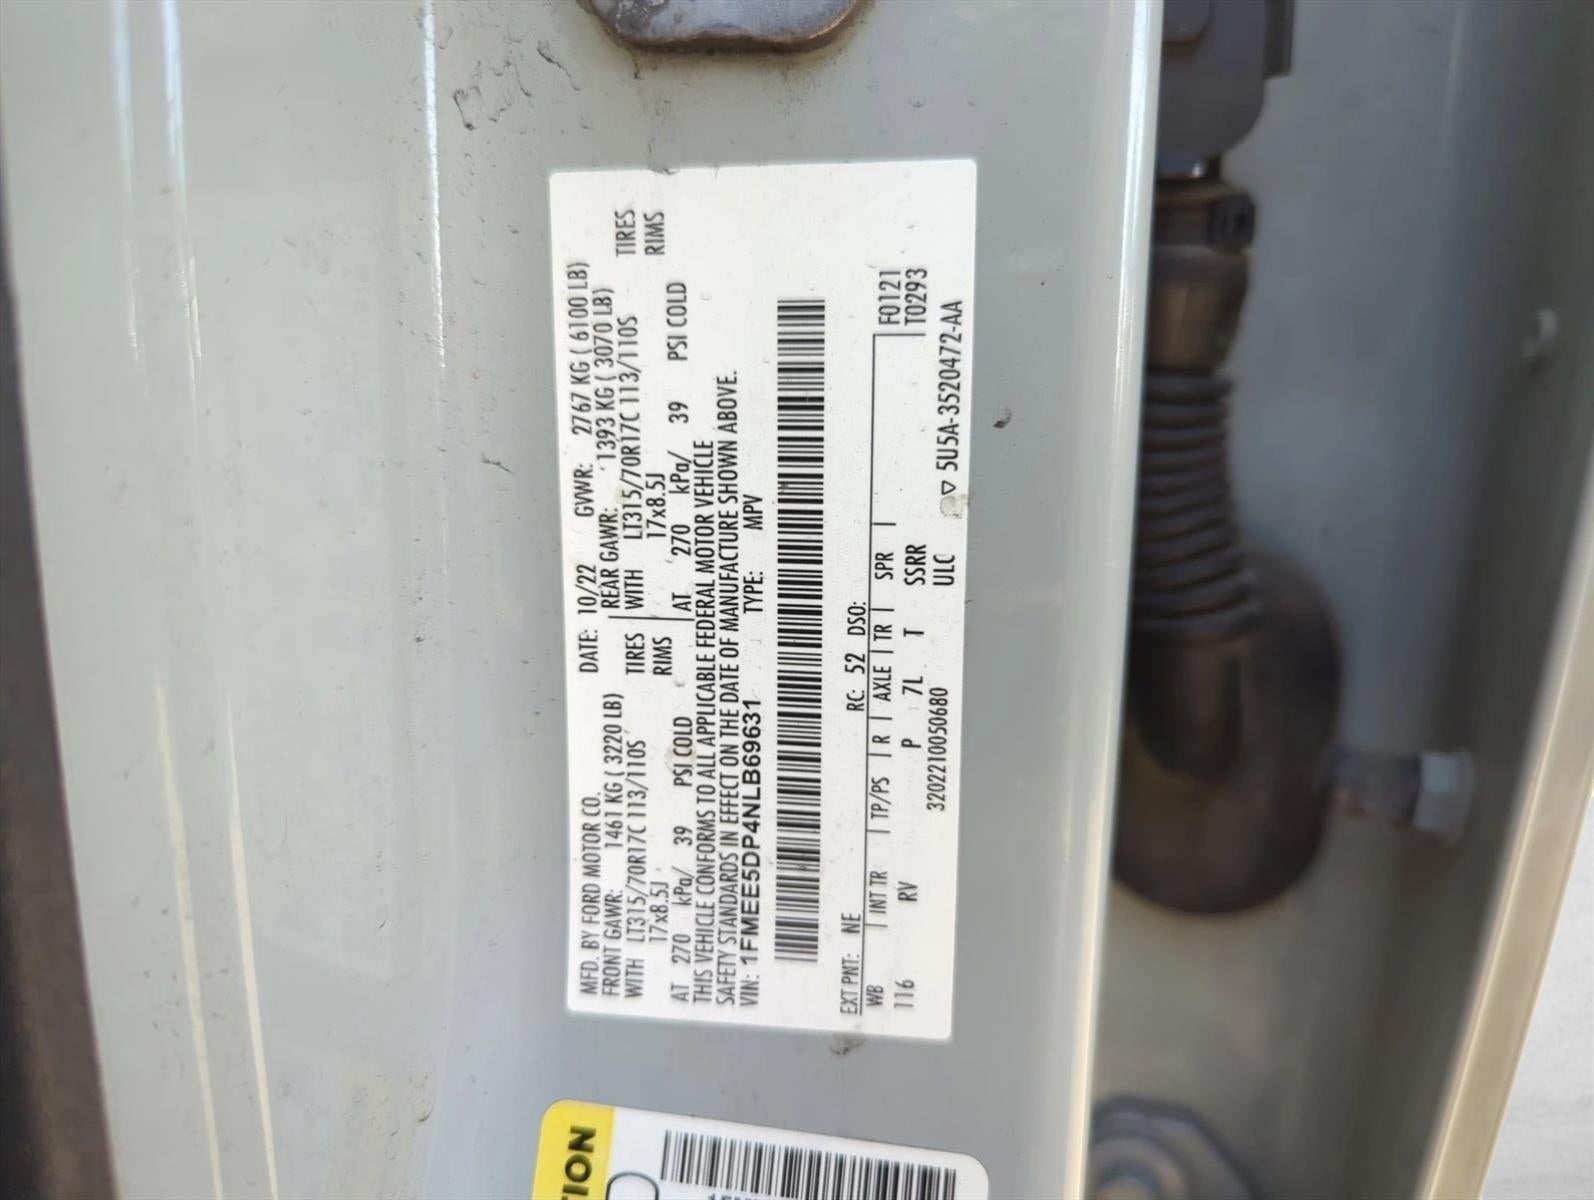 MFD. BY FORD MOTOR CO. DATE: 10/22 GVWR: 2767 KG ( 6100 LB)
FRONT GAWR: 1461 KG ( 3220 LB) REAR GAWR: 1393 KG ( 3070 LB)
WITH LT315/70R17C 113/110S TIRES WITH LT315/70R17C 113/110S TIRES
17x8.5J RIMS 17x8.5J RIMS
AT 270 kPa/ 39 PSI COLD AT 270 kPa/ 39 PSI COLD
THIS VEHICLE CONFORMS TO ALL APPLICABLE FEDERAL MOTOR VEHICLE
SAFETY STANDARDS IN EFFECT ON THE DATE OF MANUFACTURE SHOWN ABOVE.
VIN: 1FMEE5DP4NLB69631 TYPE: MPV
EXT PNT: NE RC: 52 DSO:
WB INT TR TP/PS R AXLE TR SPR F0121
116 RV P 7L T SSRR T0293
320221005068​0 ULC 5U5A-3520472-AA